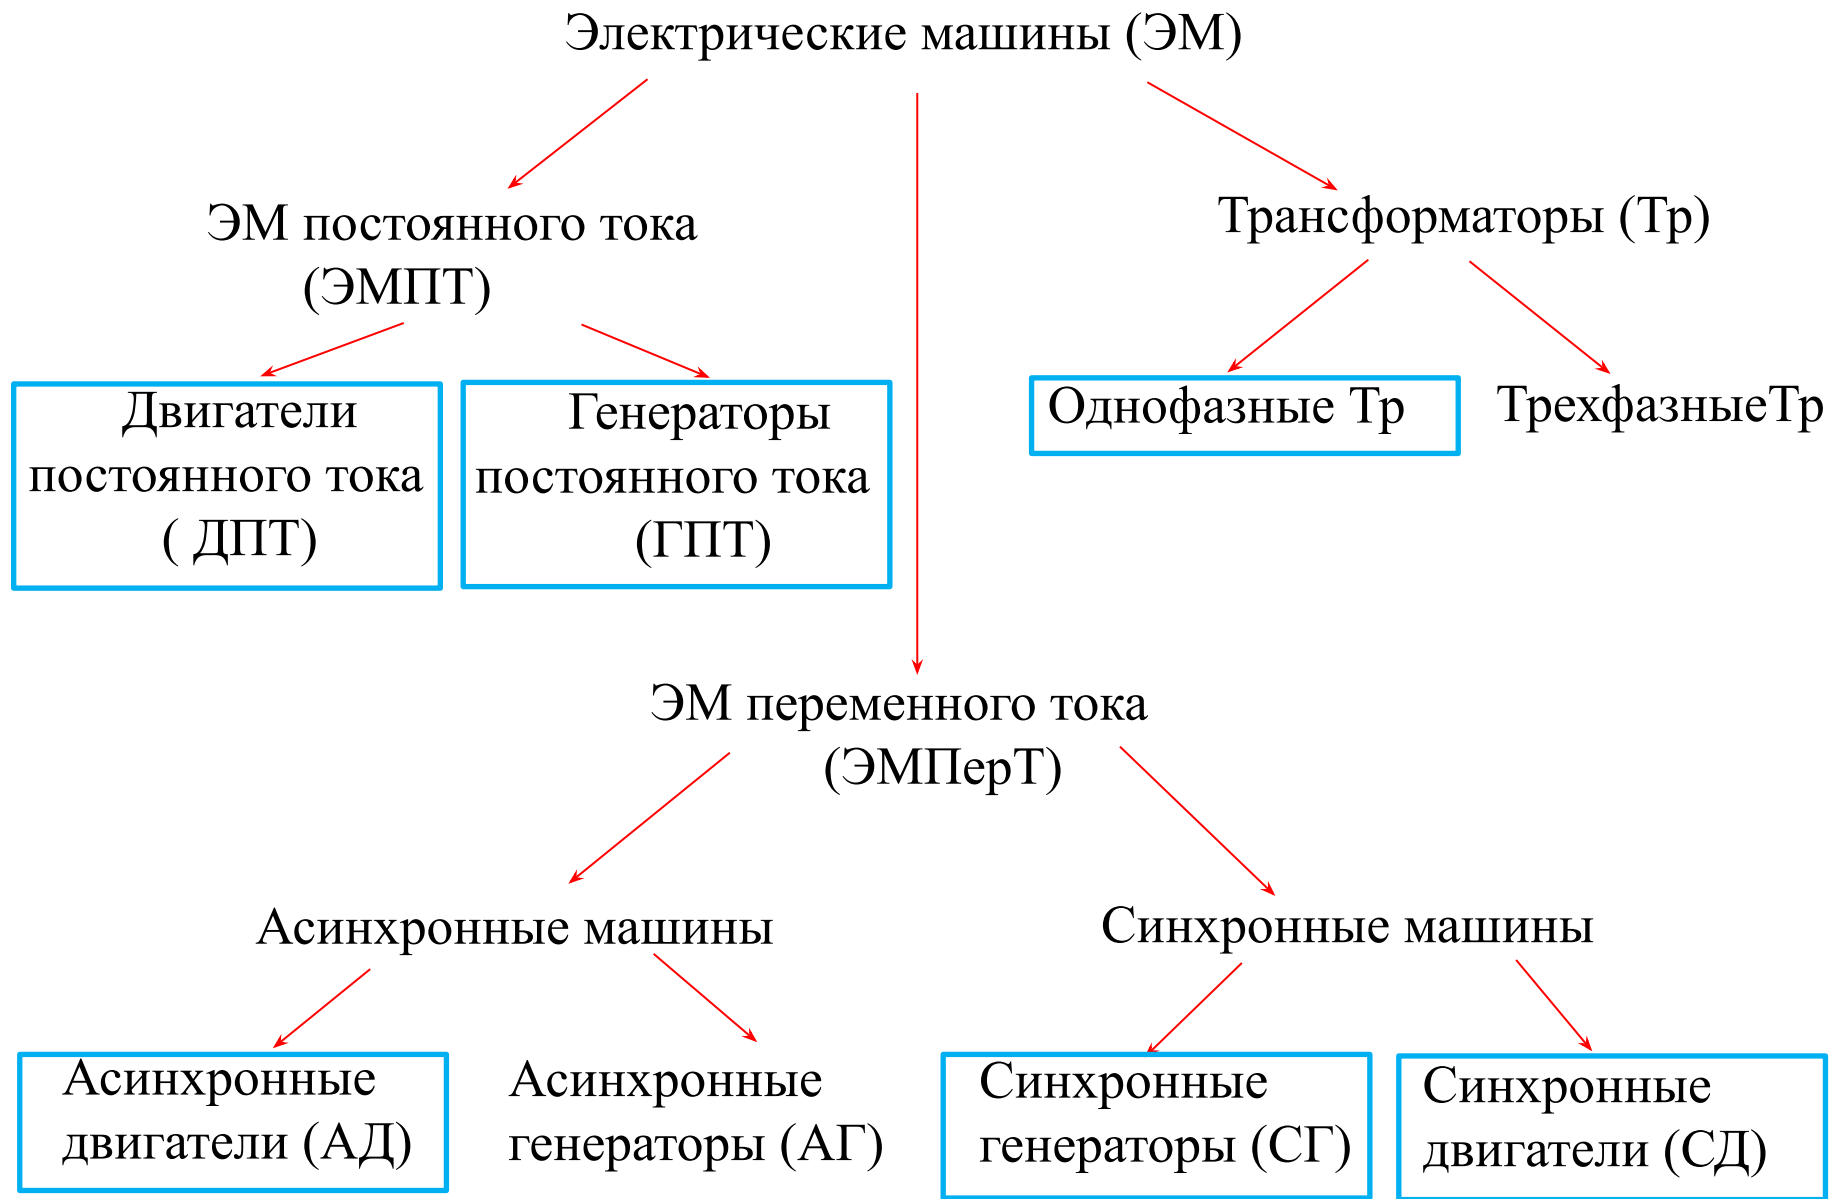 Электрические машины (ЭМ)
ЭМ постоянного тока
(ЭМПТ)
Трансформаторы (Тр)
Двигатели
постоянного тока
( ДПТ)
Генераторы
постоянного тока
(ГПТ)
Однофазные Тр
ТрехфазныеТр
ЭМ переменного тока
(ЭМПерТ)
Асинхронные машины
Синхронные машины
Асинхронные
двигатели (АД)
Асинхронные
генераторы (АГ)
Синхронные
генераторы (СГ)
Синхронные
двигатели (СД)